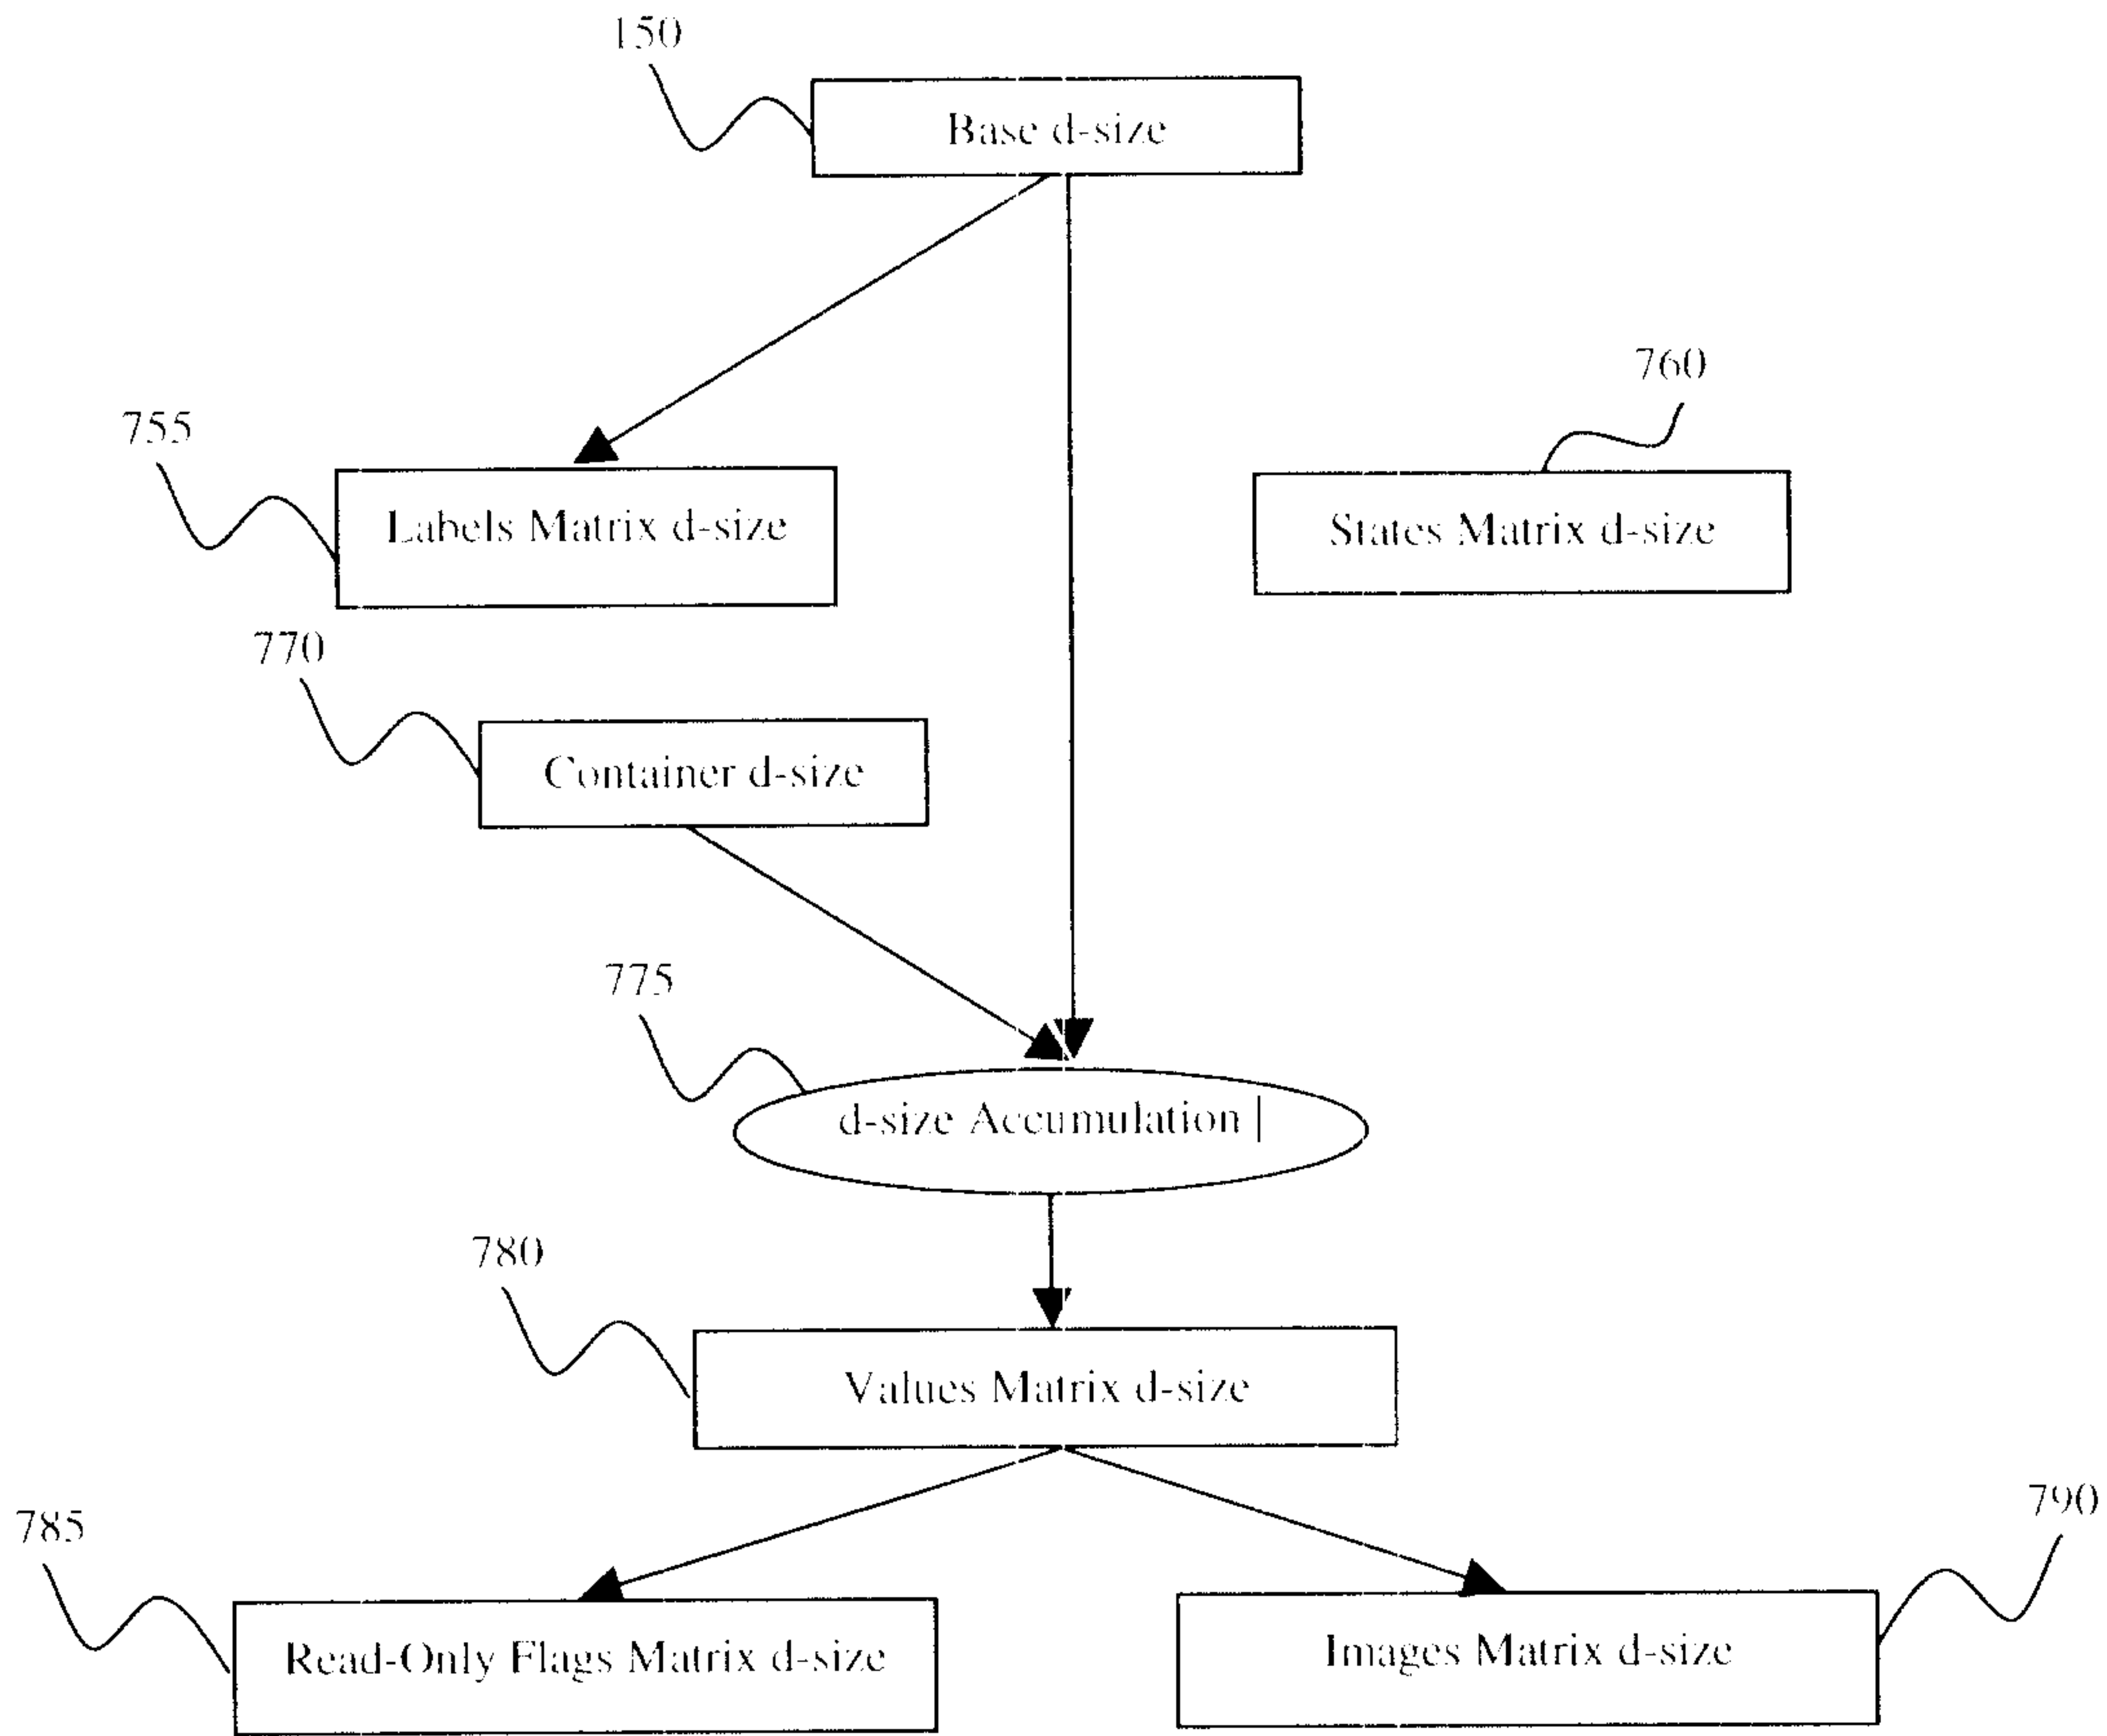 150
Base d-size
760
755
Labels Matrix d-size
States Matrix d-size
770
Container d-size
775
d-size Accumulation |
780
Values Matrix d-size
790
785
Read-Only Flags Matrix d-size
Images Matrix d-size